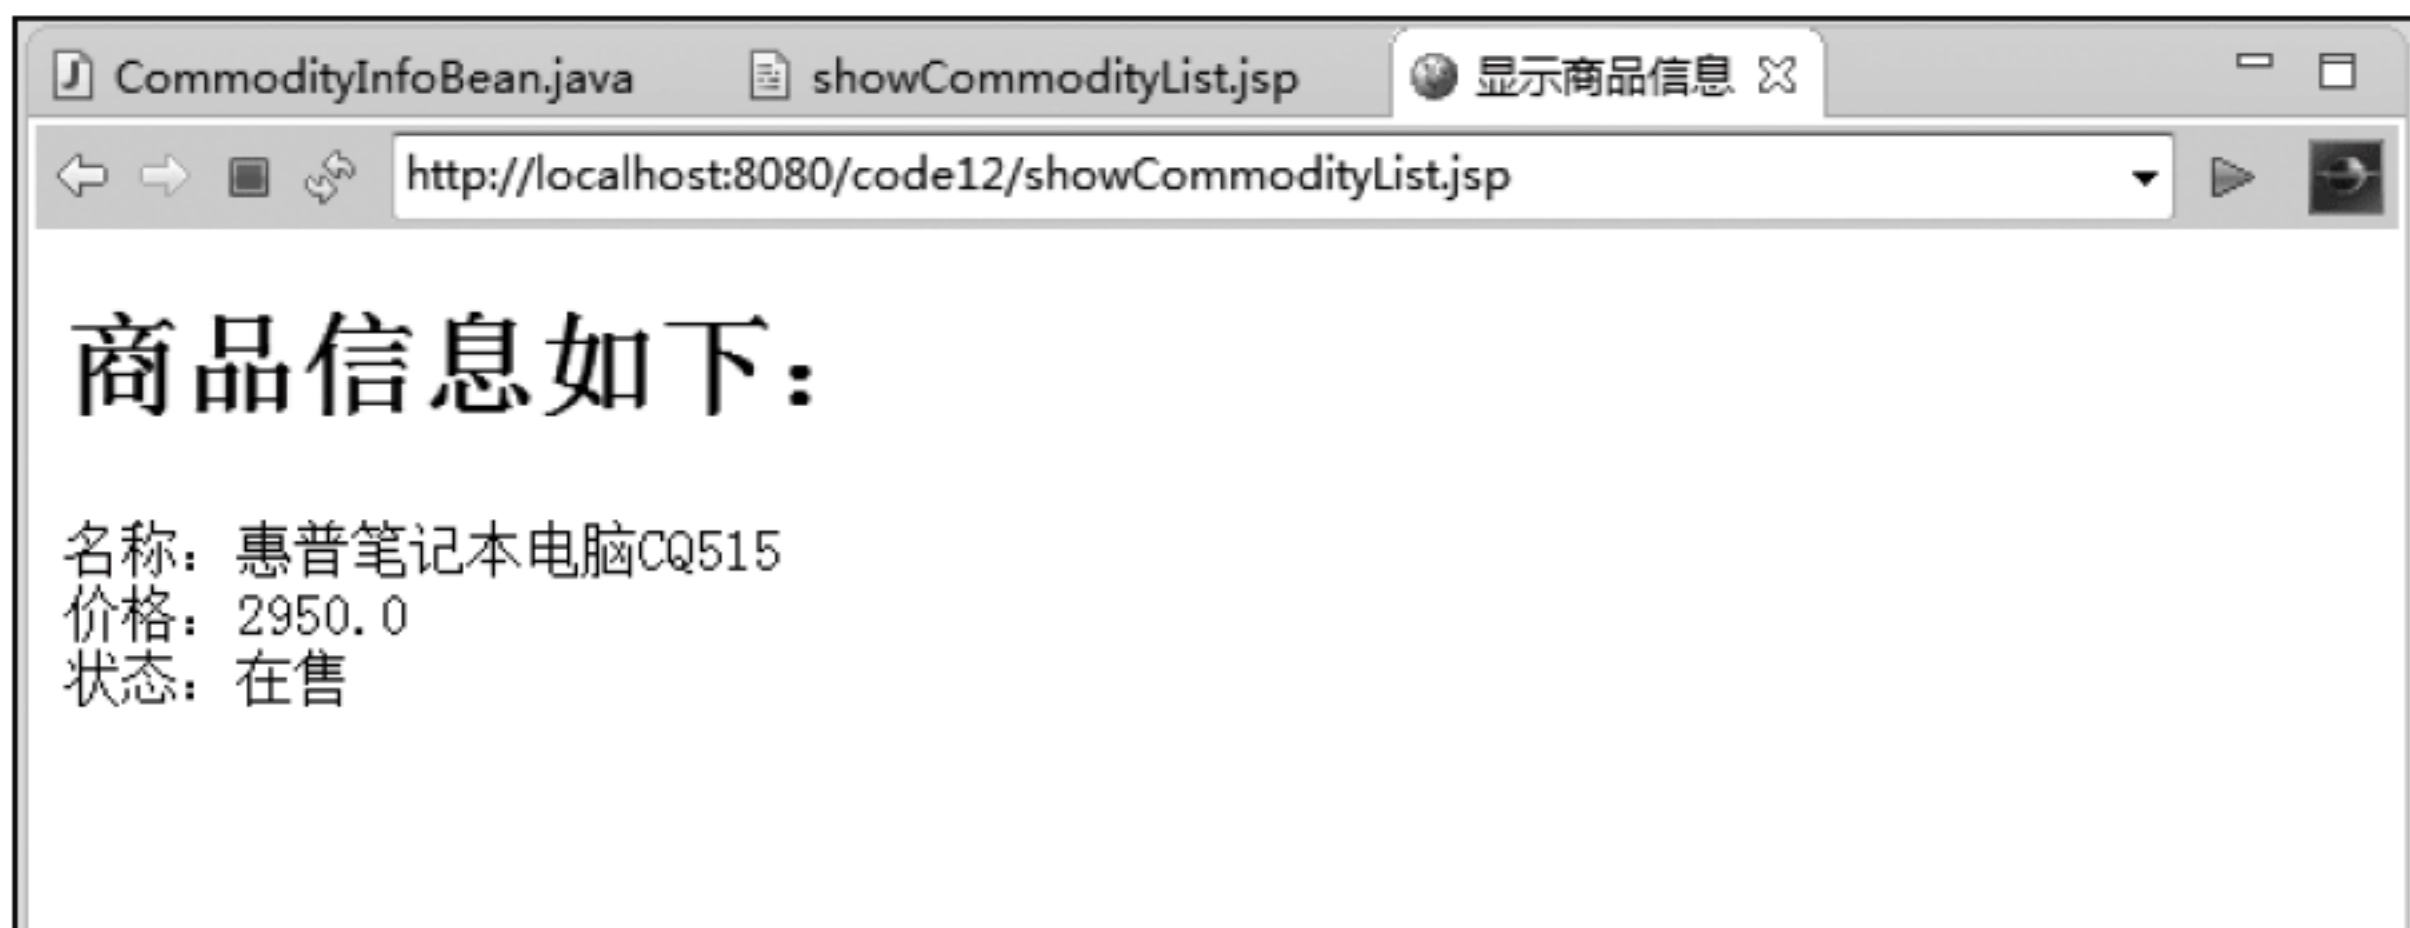 CommodityInfoBean.java showCommodityList.jsp 显示商品信息
http://localhost:8080/code12/showCommodityList.jsp
商品信息如下：
名称：惠普笔记本电脑CQ515
价格：2950.0
状态：在售